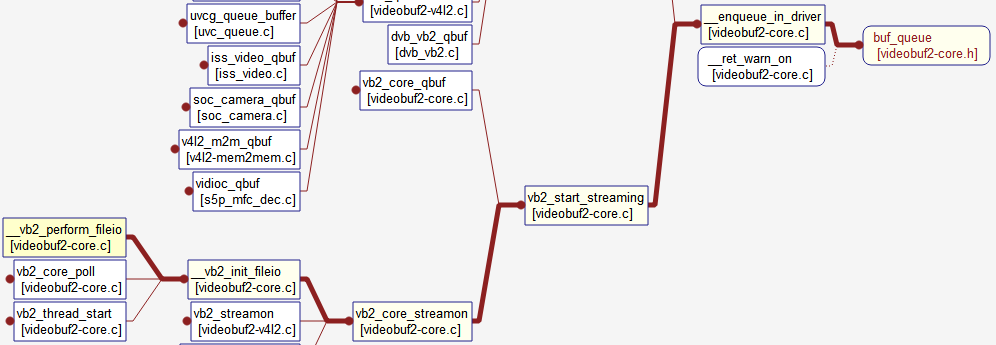 uvcg_queue_buffer
[uvc_queue.c]
iss_video_qbuf
[iss_video.c]
soc_camera_qbuf
[soc_camera.c]
v4l2_m2m_qbuf
[v4l2-mem2mem.c]
vidioc_qbuf
[s5p_mfc_dec.c]
__vb2_perform_fileio
[videobuf2-core.c]
vb2_core_poll
[videobuf2-core.c]
vb2_thread_start
[videobuf2-core.c]
__vb2_init_fileio
[videobuf2-core.c]
vb2_streamon
[videobuf2-v4l2.c]
[videobuf2-v4l2.c]
dvb_vb2_qbuf
[dvb_vb2.c]
vb2_core_qbuf
[videobuf2-core.c]
vb2_core_streamon
[videobuf2-core.c]
vb2_start_streaming
[videobuf2-core.c]
__enqueue_in_driver
[videobuf2-core.c]
__ret_warn_on
[videobuf2-core.c]
buf_queue
[videobuf2-core.h]